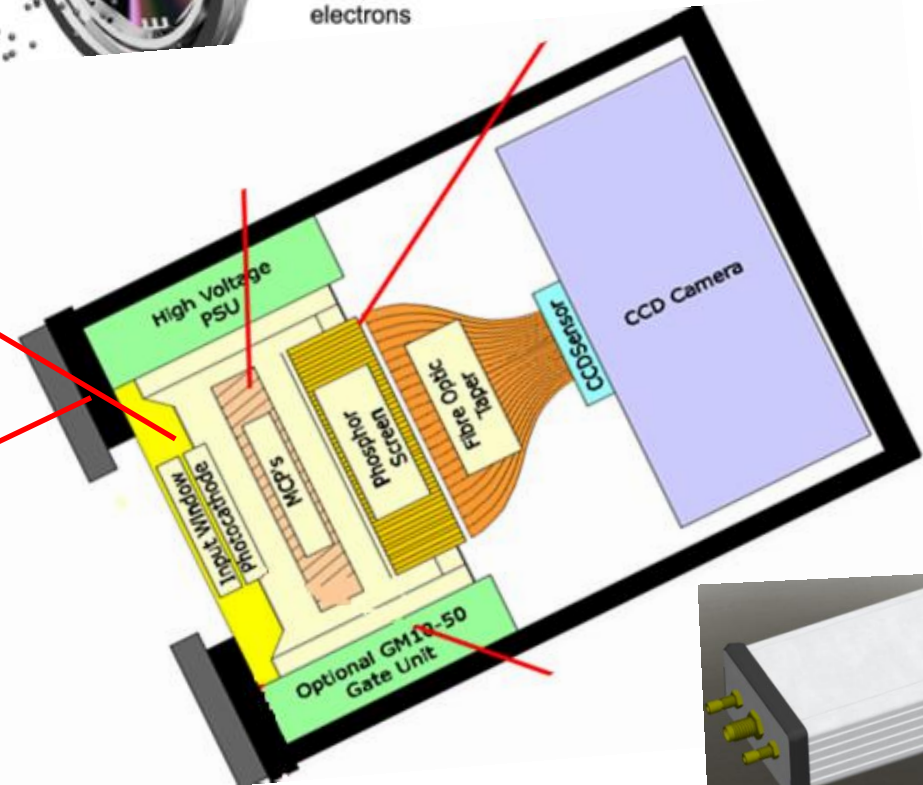 electrons
High Voltage
PSU
CCD Camera
CCDSensor
Fibre Optic
Taper
Phosphor
Screen
MCP's
Input Window
Photocathode
Optional GM10-50
Gate Unit